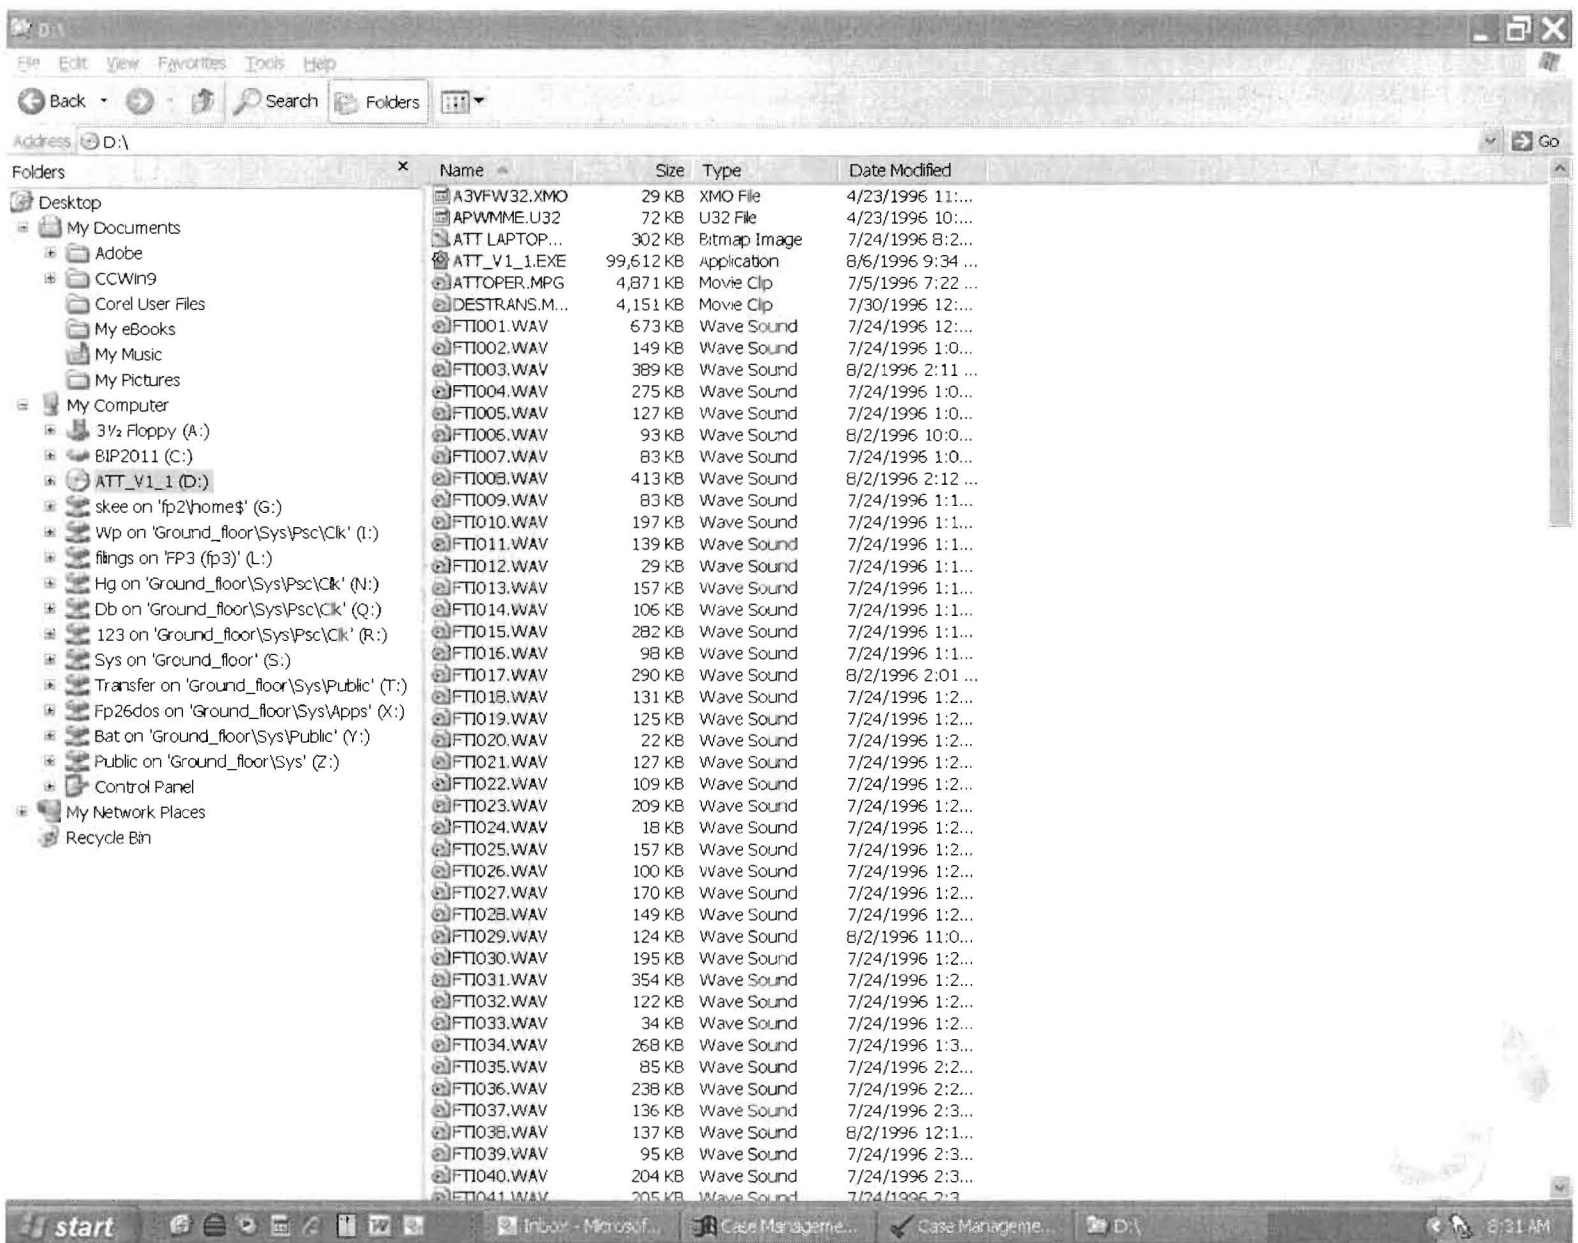 D:\
File Edit View Favorites Tools Help
Back Search Folders
Address D:\ Go
Folders x
Desktop
My Documents
Adobe
CCWin9
Corel User Files
My eBooks
My Music
My Pictures
My Computer
3½ Floppy (A:)
BIP2011 (C:)
ATT_V1_1 (D:)
skee on 'fp2\home$' (G:)
Wp on 'Ground_floor\Sys\Psc\Clk' (I:)
filings on 'FP3 (fp3)' (L:)
Hg on 'Ground_floor\Sys\Psc\Clk' (N:)
Db on 'Ground_floor\Sys\Psc\Clk' (Q:)
123 on 'Ground_floor\Sys\Psc\Clk' (R:)
Sys on 'Ground_floor' (S:)
Transfer on 'Ground_floor\Sys\Public' (T:)
Fp26dos on 'Ground_floor\Sys\Apps' (X:)
Bat on 'Ground_floor\Sys\Public' (Y:)
Public on 'Ground_floor\Sys' (Z:)
Control Panel
My Network Places
Recycle Bin
Name Size Type Date Modified
A3VFW32.XMO 29 KB XMO File 4/23/1996 11:...
APWMME.U32 72 KB U32 File 4/23/1996 10:...
ATT LAPTOP... 302 KB Bitmap Image 7/24/1996 8:2...
ATT_V1_1.EXE 99,612 KB Application 8/6/1996 9:34 ...
ATTOPER.MPG 4,871 KB Movie Clip 7/5/1996 7:22 ...
DESTRANS.M... 4,151 KB Movie Clip 7/30/1996 12:...
FTI001.WAV 673 KB Wave Sound 7/24/1996 12:...
FTI002.WAV 149 KB Wave Sound 7/24/1996 1:0...
FTI003.WAV 389 KB Wave Sound 8/2/1996 2:11 ...
FTI004.WAV 275 KB Wave Sound 7/24/1996 1:0...
FTI005.WAV 127 KB Wave Sound 7/24/1996 1:0...
FTI006.WAV 93 KB Wave Sound 8/2/1996 10:0...
FTI007.WAV 83 KB Wave Sound 7/24/1996 1:0...
FTI008.WAV 413 KB Wave Sound 8/2/1996 2:12 ...
FTI009.WAV 83 KB Wave Sound 7/24/1996 1:1...
FTI010.WAV 197 KB Wave Sound 7/24/1996 1:1...
FTI011.WAV 139 KB Wave Sound 7/24/1996 1:1...
FTI012.WAV 29 KB Wave Sound 7/24/1996 1:1...
FTI013.WAV 157 KB Wave Sound 7/24/1996 1:1...
FTI014.WAV 106 KB Wave Sound 7/24/1996 1:1...
FTI015.WAV 282 KB Wave Sound 7/24/1996 1:1...
FTI016.WAV 98 KB Wave Sound 7/24/1996 1:1...
FTI017.WAV 290 KB Wave Sound 8/2/1996 2:01 ...
FTI018.WAV 131 KB Wave Sound 7/24/1996 1:2...
FTI019.WAV 125 KB Wave Sound 7/24/1996 1:2...
FTI020.WAV 22 KB Wave Sound 7/24/1996 1:2...
FTI021.WAV 127 KB Wave Sound 7/24/1996 1:2...
FTI022.WAV 109 KB Wave Sound 7/24/1996 1:2...
FTI023.WAV 209 KB Wave Sound 7/24/1996 1:2...
FTI024.WAV 18 KB Wave Sound 7/24/1996 1:2...
FTI025.WAV 157 KB Wave Sound 7/24/1996 1:2...
FTI026.WAV 100 KB Wave Sound 7/24/1996 1:2...
FTI027.WAV 170 KB Wave Sound 7/24/1996 1:2...
FTI028.WAV 149 KB Wave Sound 7/24/1996 1:2...
FTI029.WAV 124 KB Wave Sound 8/2/1996 11:0...
FTI030.WAV 195 KB Wave Sound 7/24/1996 1:2...
FTI031.WAV 354 KB Wave Sound 7/24/1996 1:2...
FTI032.WAV 122 KB Wave Sound 7/24/1996 1:2...
FTI033.WAV 34 KB Wave Sound 7/24/1996 1:2...
FTI034.WAV 268 KB Wave Sound 7/24/1996 1:3...
FTI035.WAV 85 KB Wave Sound 7/24/1996 2:2...
FTI036.WAV 238 KB Wave Sound 7/24/1996 2:2...
FTI037.WAV 136 KB Wave Sound 7/24/1996 2:3...
FTI038.WAV 137 KB Wave Sound 8/2/1996 12:1...
FTI039.WAV 95 KB Wave Sound 7/24/1996 2:3...
FTI040.WAV 204 KB Wave Sound 7/24/1996 2:3...
FTI041.WAV 205 KB Wave Sound 7/24/1996 2:3...
start Inbox - Microsof... Case Manageme... Case Manageme... D:\ 8:31 AM